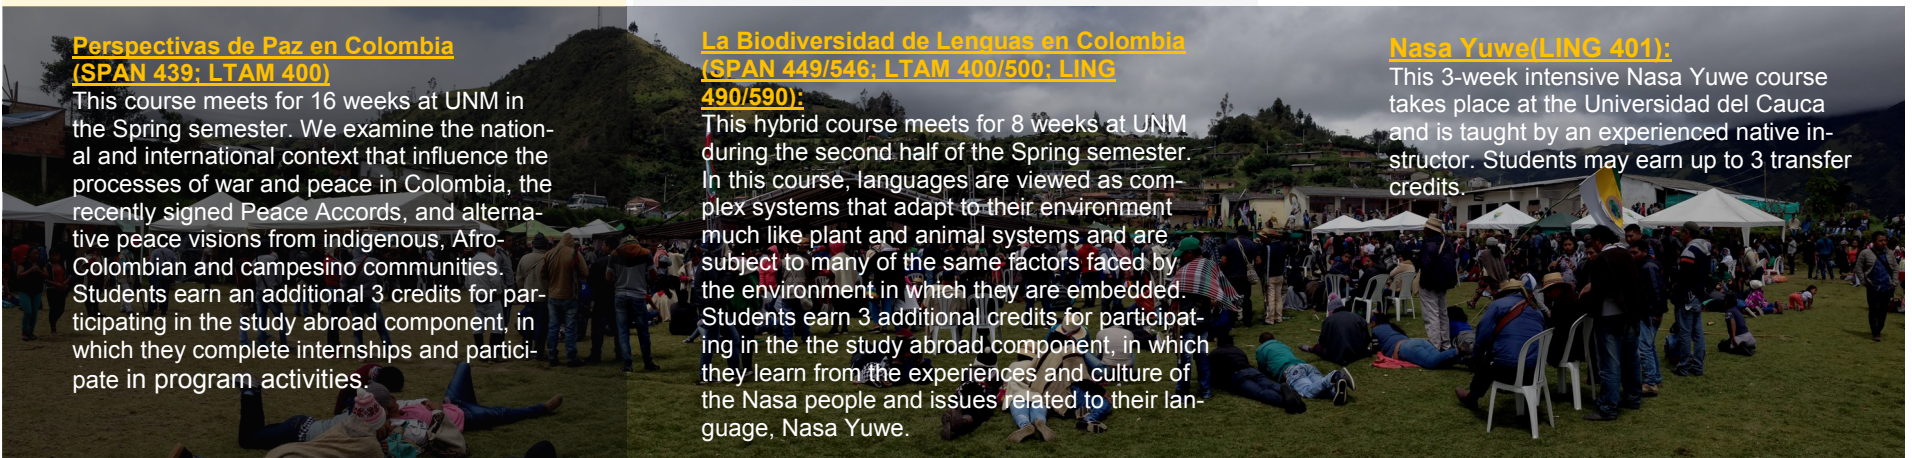 Perspectivas de Paz en Colombia
(SPAN 439; LTAM 400)
This course meets for 16 weeks at UNM in
the Spring semester. We examine the nation-
al and international context that influence the
processes of war and peace in Colombia, the
recently signed Peace Accords, and alterna-
tive peace visions from indigenous, Afro-
Colombian and campesino communities.
Students earn an additional 3 credits for par-
ticipating in the study abroad component, in
which they complete internships and partici-
pate in program activities.
La Biodiversidad de Lenguas en Colombia
(SPAN 449/546; LTAM 400/500; LING
490/590):
This hybrid course meets for 8 weeks at UNM
during the second half of the Spring semester.
In this course, languages are viewed as com-
plex systems that adapt to their environment
much like plant and animal systems and are
subject to many of the same factors faced by
the environment in which they are embedded.
Students earn 3 additional credits for participat-
ing in the the study abroad component, in which
they learn from the experiences and culture of
the Nasa people and issues related to their lan-
guage, Nasa Yuwe.
Nasa Yuwe(LING 401):
This 3-week intensive Nasa Yuwe course
takes place at the Universidad del Cauca
and is taught by an experienced native in-
structor. Students may earn up to 3 transfer
credits.